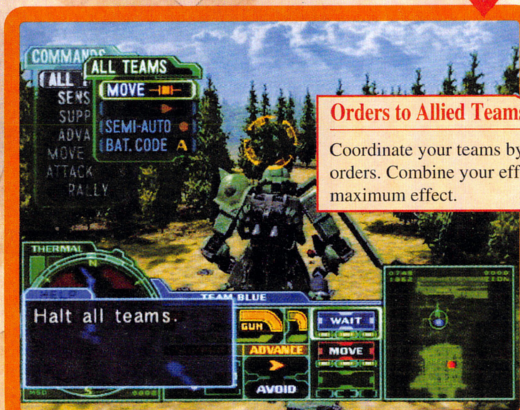 COMMANDS
ALL
SENS
SUPP
ADVA
MOVE
ATTACK
RALLY
ALL TEAMS
MOVE
SEMI-AUTO
BAT. CODE A
Orders to Allied Teams
Coordinate your teams by
orders. Combine your eff
maximum effect.
THERMAL
N
HELP
Halt all teams.
S
TEAM BLUE
GUN
ADVANCE
AVOID
WAIT
MOVE